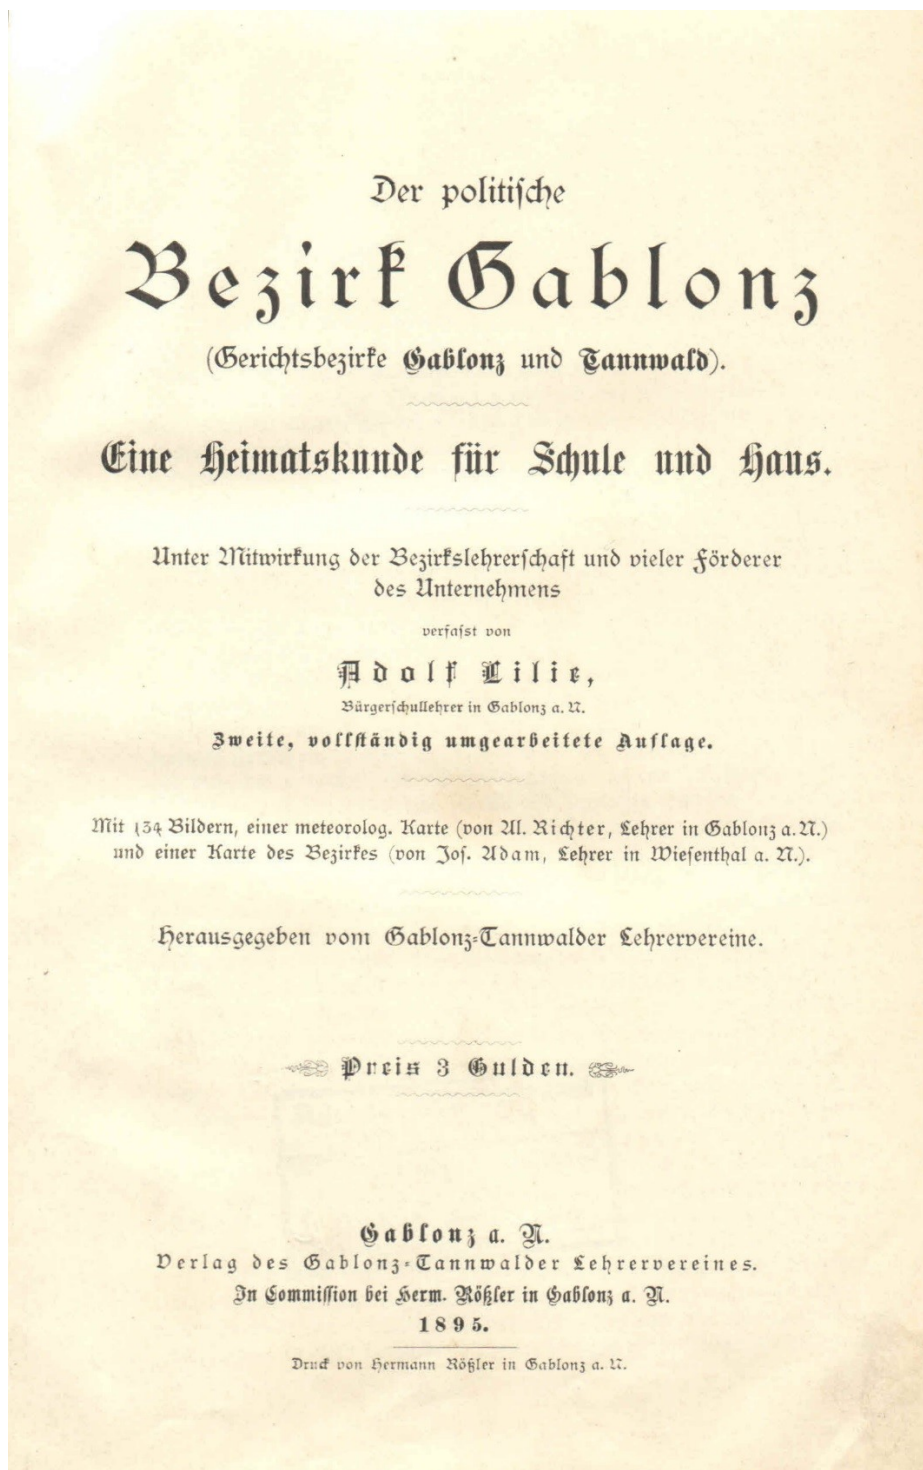 Der politische
Bezirk Gablonz
(Gerichtsbezirke Gablonz und Tannwald).
Eine Heimatskunde für Schule und Haus.
Unter Mitwirkung der Bezirkslehrerschaft und vieler Förderer
des Unternehmens
verfasst von
Adolf Lilie,
Bürgerschullehrer in Gablonz a. N.
Zweite, vollständig umgearbeitete Auflage.
Mit 134 Bildern, einer meteorolog. Karte (von Al. Richter, Lehrer in Gablonz a. N.)
und einer Karte des Bezirkes (von Jos. Adam, Lehrer in Wiesenthal a. N.).
Herausgegeben vom Gablonz-Tannwalder Lehrervereine.
Preis 3 Gulden.
Gablonz a. N.
Verlag des Gablonz-Tannwalder Lehrervereines.
In Commission bei Herm. Rößler in Gablonz a. N.
1895.
Druck von Hermann Rößler in Gablonz a. N.